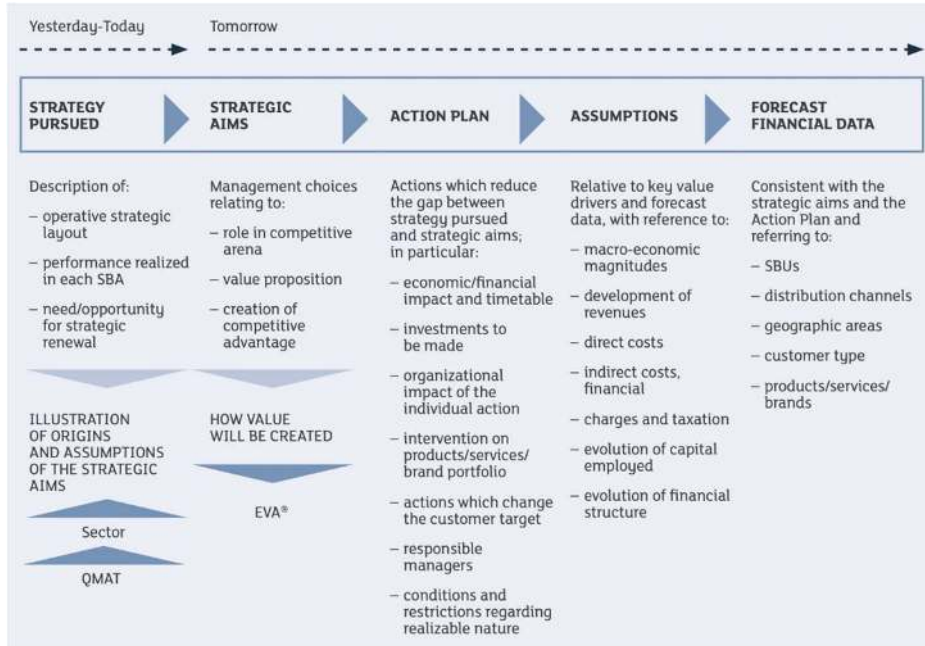 Yesterday-Today
Tomorrow
STRATEGY
PURSUED
STRATEGIC
AIMS
ACTION PLAN
ASSUMPTIONS
FORECAST
FINANCIAL DATA
Description of:
– operative strategic
layout
– performance realized
in each SBA
– need/opportunity
for strategic
renewal
ILLUSTRATION
OF ORIGINS
AND ASSUMPTIONS
OF THE STRATEGIC
AIMS
Sector
QMAT
Management choices
relating to:
– role in competitive
arena
– value proposition
– creation of
competitive
advantage
HOW VALUE
WILL BE CREATED
EVA®
Actions which reduce
the gap between
strategy pursued
and strategic aims;
in particular:
– economic/financial
impact and timetable
– investments to
be made
– organizational
impact of the
individual action
– intervention on
products/services/
brand portfolio
– actions which change
the customer target
– responsible
managers
– conditions and
restrictions regarding
realizable nature
Relative to key value
drivers and forecast
data, with reference to:
– macro-economic
magnitudes
– development of
revenues
– direct costs
– indirect costs,
financial
– charges and taxation
– evolution of capital
employed
– evolution of financial
structure
Consistent with the
strategic aims and the
Action Plan and
referring to:
– SBUs
– distribution channels
– geographic areas
– customer type
– products/services/
brands